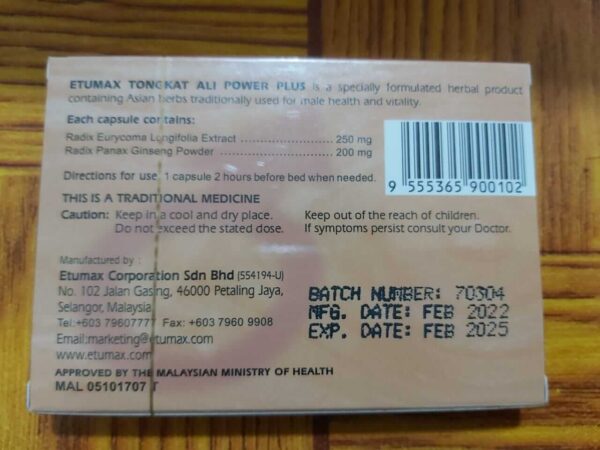 ETUMAX TONGKAT ALI POWER PLUS is a specially formulated herbal product
containing Asian herbs traditionally used for male health and vitality.
Each capsule contains:
Radix Eurycoma Lungifolia Extract ........................ 250 mg
Radix Panax Ginseng Powder ........................ 200 mg
Directions for use 1 capsule 2 hours before bed when needed.
9 555365 900102
THIS IS A TRADITIONAL MEDICINE
Caution: Keep in a cool and dry place. Keep out of the reach of children.
Do not exceed the stated dose. If symptoms persist consult your Doctor.
Manufactured by :
Etumax Corporation Sdn Bhd (554194-U)
No. 102 Jalan Gasing, 46000 Petaling Jaya,
Selangor, Malaysia
Tel:+603 79607777 Fax: +603 7960 9908
Email:marketing@etumax.com
www.etumax.com
BATCH NUMBER: 70304
MFG. DATE: FEB 2022
EXP. DATE: FEB 2025
APPROVED BY THE MALAYSIAN MINISTRY OF HEALTH
MAL 05101707 T